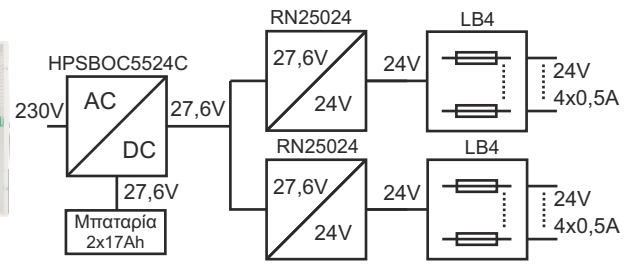 RN25024
LB4
HPSBOC5524C
27,6V
24V
24V
24V
4x0,5A
230V
AC
DC
27,6V
RN25024
LB4
27,6V
Μπαταρία
2x17Ah
27,6V
24V
24V
24V
4x0,5A